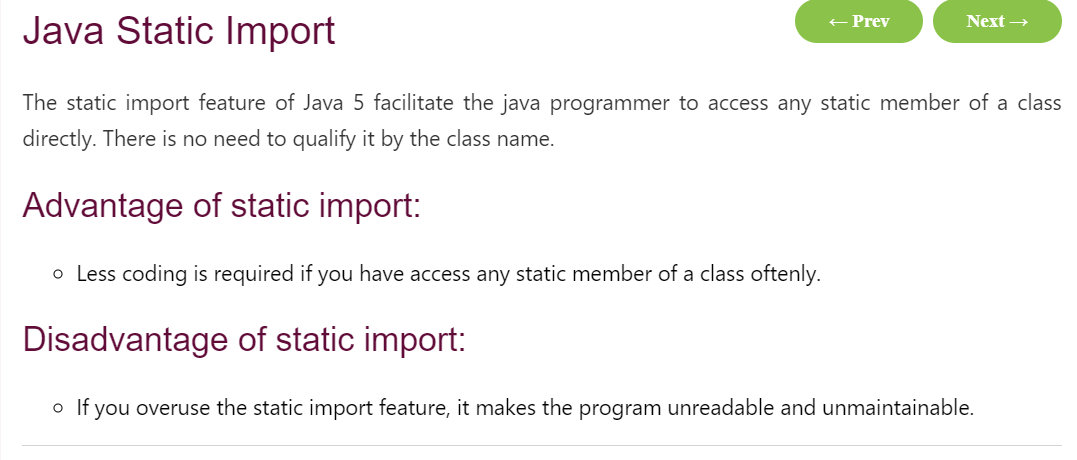 Java Static Import
← Prev
Next →
The static import feature of Java 5 facilitate the java programmer to access any static member of a class
directly. There is no need to qualify it by the class name.
Advantage of static import:
Less coding is required if you have access any static member of a class oftenly.
Disadvantage of static import:
If you overuse the static import feature, it makes the program unreadable and unmaintainable.